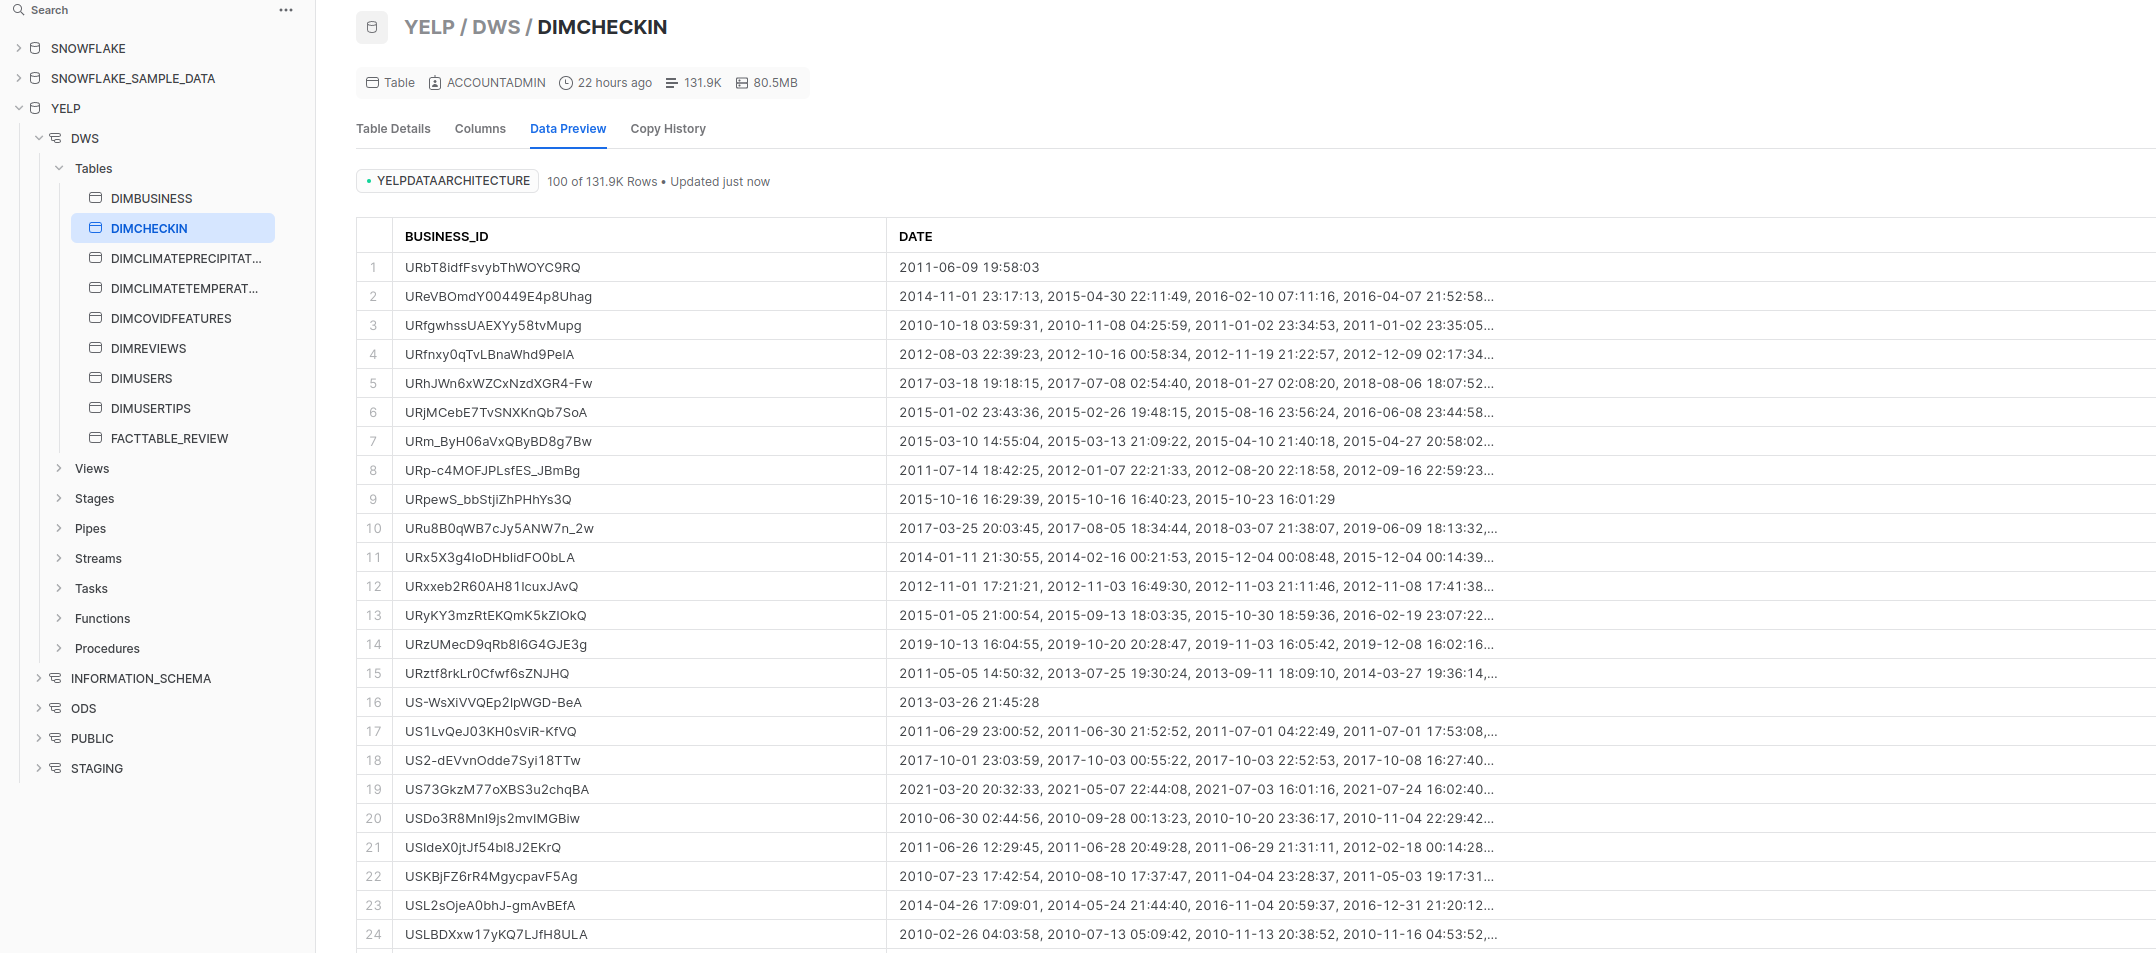 Search
SNOWFLAKE
SNOWFLAKE_SAMPLE_DATA
YELP
DWS
Tables
DIMBUSINESS
DIMCHECKIN
DIMCLIMATEPRECIPITAT...
DIMCLIMATETEMPERAT...
DIMCOVIDFEATURES
DIMREVIEWS
DIMUSERS
DIMUSERTIPS
FACTTABLE_REVIEW
Views
Stages
Pipes
Streams
Tasks
Functions
Procedures
INFORMATION_SCHEMA
ODS
PUBLIC
STAGING
YELP / DWS / DIMCHECKIN
Table ACCOUNTADMIN 22 hours ago 131.9K 80.5MB
Table Details Columns Data Preview Copy History
YELPDATAARCHITECTURE 100 of 131.9K Rows • Updated just now
BUSINESS_ID DATE
1 URbT8idfFsvybThWOYC9RQ 2011-06-09 19:58:03
2 UReVBOmdY00449E4p8Uhag 2014-11-01 23:17:13, 2015-04-30 22:11:49, 2016-02-10 07:11:16, 2016-04-07 21:52:58...
3 URfgwhssUAEXYy58tvMupg 2010-10-18 03:59:31, 2010-11-08 04:25:59, 2011-01-02 23:34:53, 2011-01-02 23:35:05...
4 URfnxy0qTvLBnaWhd9PelA 2012-08-03 22:39:23, 2012-10-16 00:58:34, 2012-11-19 21:22:57, 2012-12-09 02:17:34...
5 URhJWn6xWZCxNzdXGR4-Fw 2017-03-18 19:18:15, 2017-07-08 02:54:40, 2018-01-27 02:08:20, 2018-08-06 18:07:52...
6 URjMCebE7TvSNXKnQb7SoA 2015-01-02 23:43:36, 2015-02-26 19:48:15, 2015-08-16 23:56:24, 2016-06-08 23:44:58...
7 URm_ByH06aVxQByBD8g7Bw 2015-03-10 14:55:04, 2015-03-13 21:09:22, 2015-04-10 21:40:18, 2015-04-27 20:58:02...
8 URp-c4MOFJPLsfES_JBmBg 2011-07-14 18:42:25, 2012-01-07 22:21:33, 2012-08-20 22:18:58, 2012-09-16 22:59:23...
9 URpewS_bbStjiZhPHhYs3Q 2015-10-16 16:29:39, 2015-10-16 16:40:23, 2015-10-23 16:01:29
10 URu8B0qWB7cJy5ANW7n_2w 2017-03-25 20:03:45, 2017-08-05 18:34:44, 2018-03-07 21:38:07, 2019-06-09 18:13:32,...
11 URx5X3g4loDHblidFO0bLA 2014-01-11 21:30:55, 2014-02-16 00:21:53, 2015-12-04 00:08:48, 2015-12-04 00:14:39...
12 URxxeb2R60AH81lcuxJAvQ 2012-11-01 17:21:21, 2012-11-03 16:49:30, 2012-11-03 21:11:46, 2012-11-08 17:41:38...
13 URyKY3mzRtEKQmK5kZIOkQ 2015-01-05 21:00:54, 2015-09-13 18:03:35, 2015-10-30 18:59:36, 2016-02-19 23:07:22...
14 URzUMecD9qRb8I6G4GJE3g 2019-10-13 16:04:55, 2019-10-20 20:28:47, 2019-11-03 16:05:42, 2019-12-08 16:02:16...
15 URztf8rkLr0Cfwf6sZNJHQ 2011-05-05 14:50:32, 2013-07-25 19:30:24, 2013-09-11 18:09:10, 2014-03-27 19:36:14,...
16 US-WsXiVVQEp2lpWGD-BeA 2013-03-26 21:45:28
17 US1LvQeJ03KH0sViR-KfVQ 2011-06-29 23:00:52, 2011-06-30 21:52:52, 2011-07-01 04:22:49, 2011-07-01 17:53:08,...
18 US2-dEVvnOdde7Syi18TTw 2017-10-01 23:03:59, 2017-10-03 00:55:22, 2017-10-03 22:52:53, 2017-10-08 16:27:40...
19 US73GkzM77oXBS3u2chqBA 2021-03-20 20:32:33, 2021-05-07 22:44:08, 2021-07-03 16:01:16, 2021-07-24 16:02:40...
20 USDo3R8Mnl9js2mvIMGBiw 2010-06-30 02:44:56, 2010-09-28 00:13:23, 2010-10-20 23:36:17, 2010-11-04 22:29:42...
21 USIdeX0jtJf54bI8J2EKrQ 2011-06-26 12:29:45, 2011-06-28 20:49:28, 2011-06-29 21:31:11, 2012-02-18 00:14:28...
22 USKBjFZ6rR4MgycpavF5Ag 2010-07-23 17:42:54, 2010-08-10 17:37:47, 2011-04-04 23:28:37, 2011-05-03 19:17:31...
23 USL2sOjeA0bhJ-gmAvBEfA 2014-04-26 17:09:01, 2014-05-24 21:44:40, 2016-11-04 20:59:37, 2016-12-31 21:20:12...
24 USLBDXxw17yKQ7LJfH8ULA 2010-02-26 04:03:58, 2010-07-13 05:09:42, 2010-11-13 20:38:52, 2010-11-16 04:53:52,...